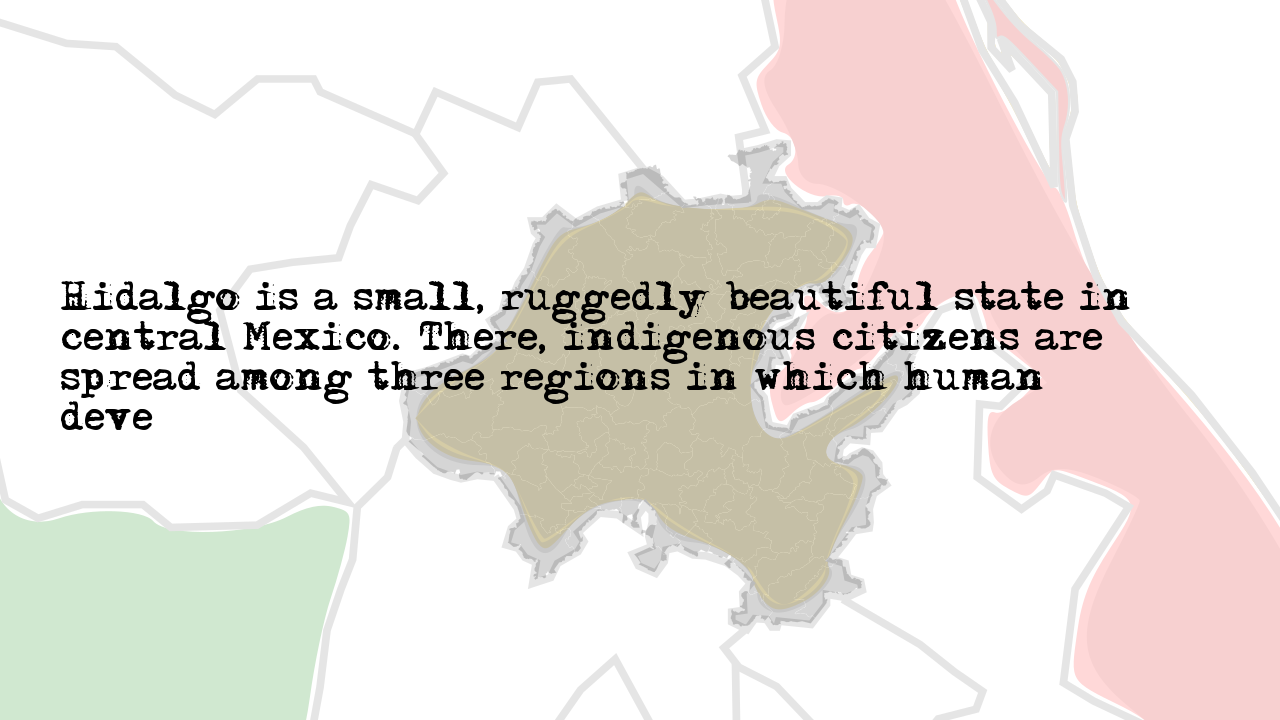 Hidalgo is a small, ruggedly beautiful state in
central Mexico. There, indigenous citizens are
spread among three regions in which human
deve